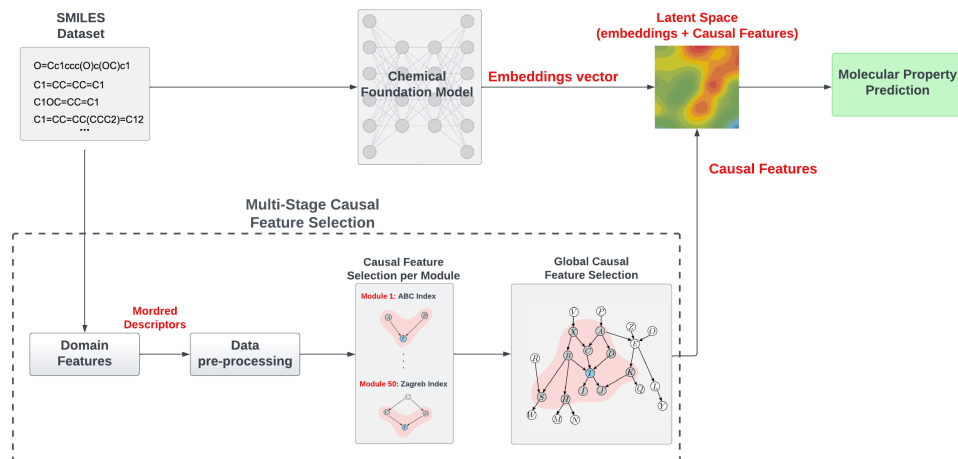 SMILES
Dataset
O=Cc1ccc(O)c(OC)c1
C1=CC=CC=C1
C1OC=CC=C1
C1=CC=CC(CCC2)=C12
...
Chemical
Foundation Model
Embeddings vector
Latent Space
(embeddings + Causal Features)
Molecular Property
Prediction
Causal Features
Multi-Stage Causal
Feature Selection
Mordred
Descriptors
Domain
Features
Data
pre-processing
Causal Feature
Selection per Module
Module 1: ABC Index
Module 50: Zagreb Index
Global Causal
Feature Selection
V P
Z O
X A E
R B C D
T K
S H I J Q L
W M N Y